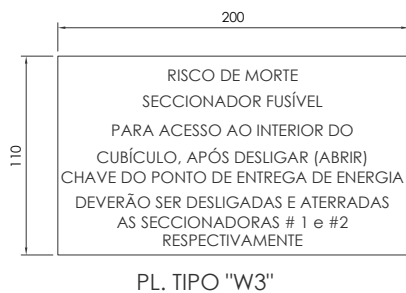 200
110
RISCO DE MORTE
SECCIONADOR FUSÍVEL
PARA ACESSO AO INTERIOR DO
CUBÍCULO, APÓS DESLIGAR (ABRIR)
CHAVE DO PONTO DE ENTREGA DE ENERGIA
DEVERÃO SER DESLIGADAS E ATERRADAS
AS SECCIONADORAS # 1 e #2
RESPECTIVAMENTE
PL. TIPO "W3"